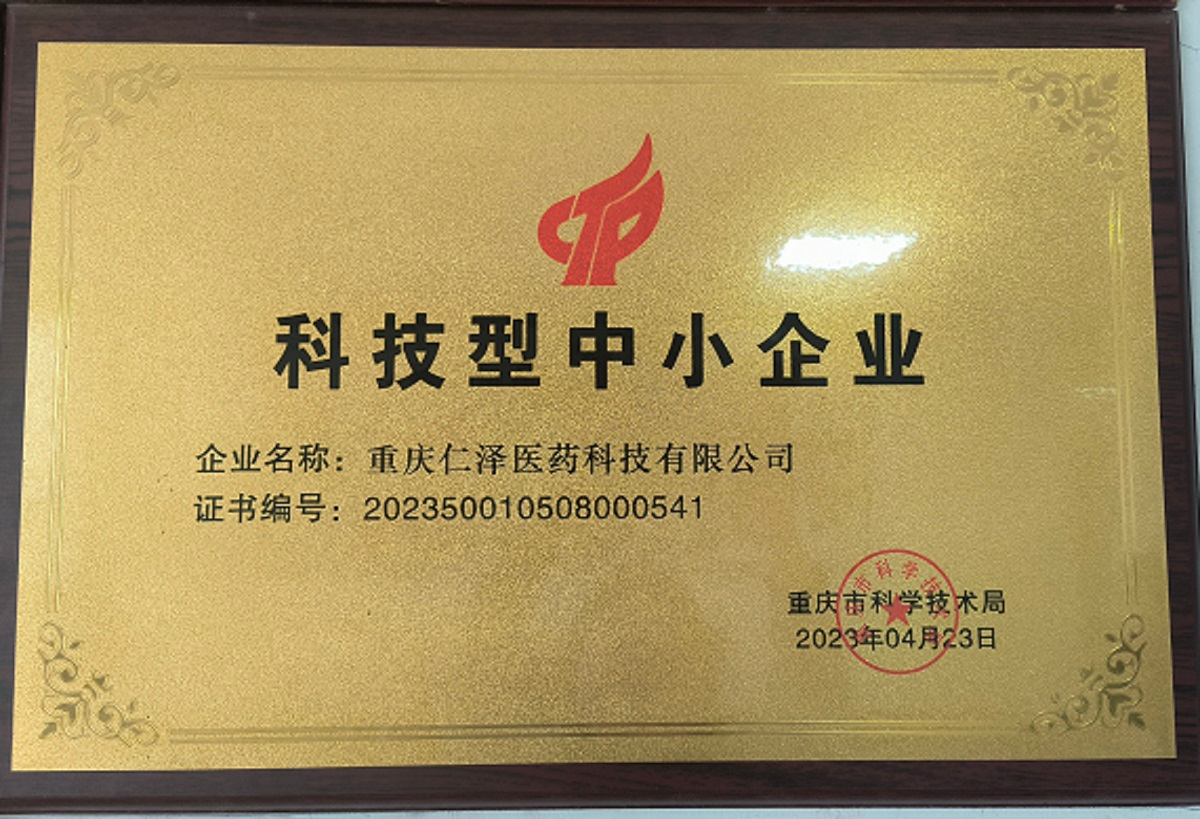 科技型中小企业
企业名称：重庆仁泽医药科技有限公司
证书编号：202350010508000541
重庆市科学技术局
2023年04月23日